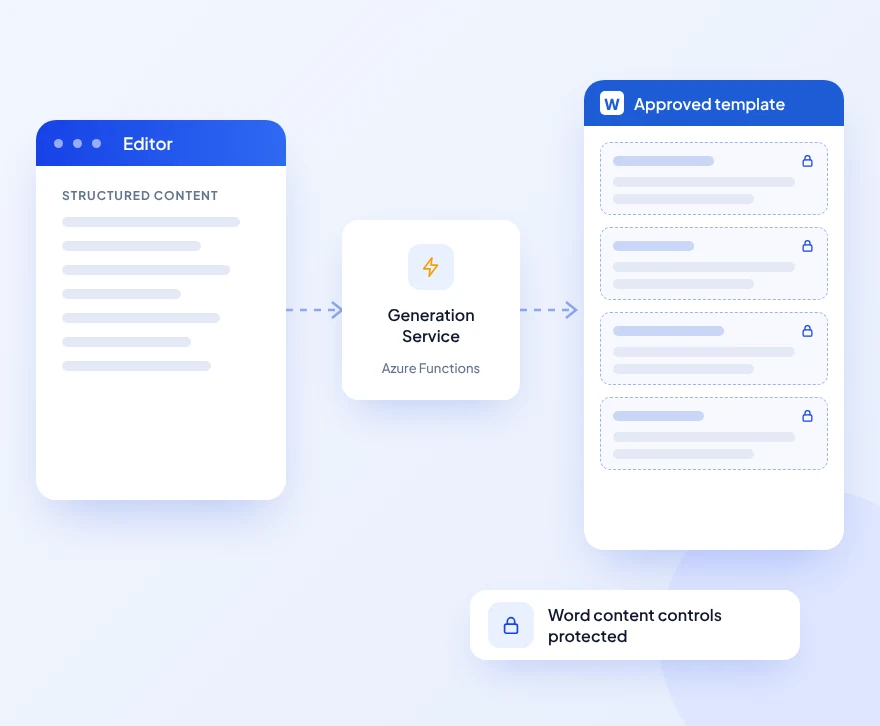 Editor
STRUCTURED CONTENT
Generation
Service
Azure Functions
W Approved template
Word content controls
protected